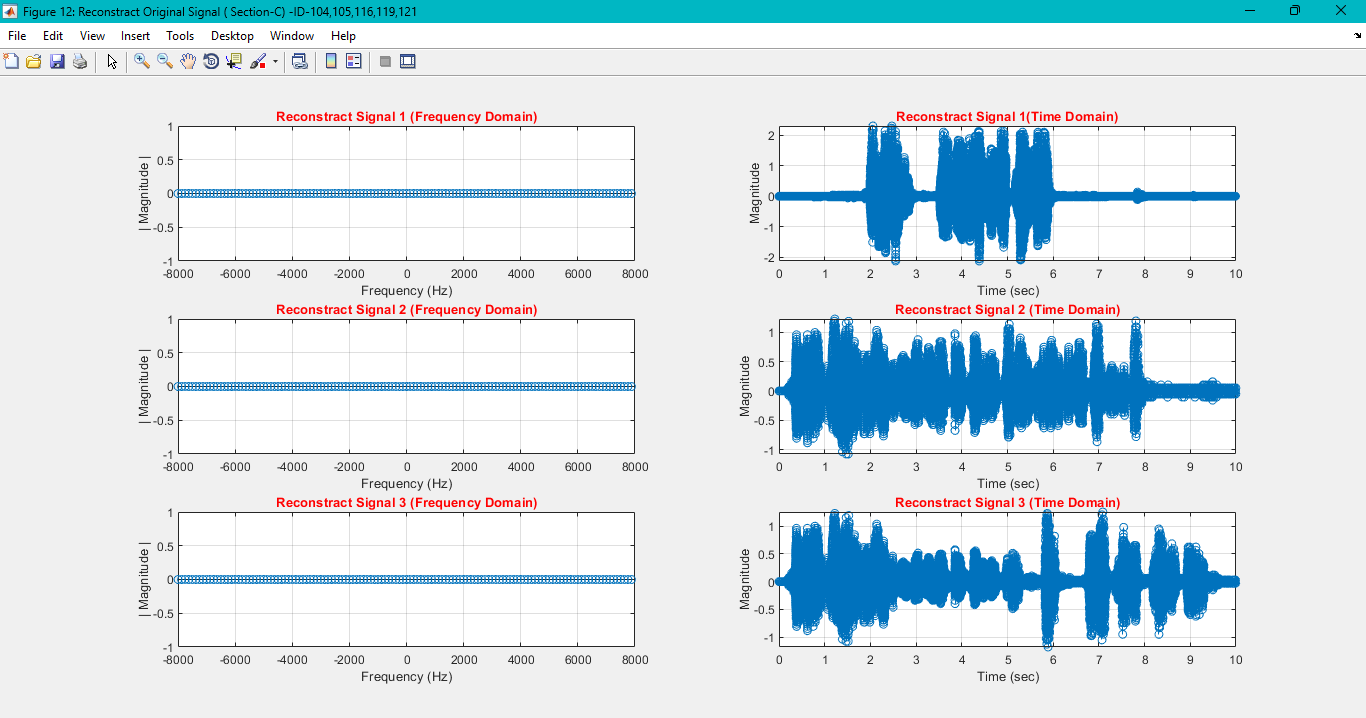 Figure 12: Reconstract Original Signal ( Section-C) -ID-104,105,116,119,121
File Edit View Insert Tools Desktop Window Help
Reconstract Signal 1 (Frequency Domain)
1
0.5
0
-0.5
-1
| Magnitude |
-8000 -6000 -4000 -2000 0 2000 4000 6000 8000
Frequency (Hz)
Reconstract Signal 1(Time Domain)
2
1
0
-1
-2
Magnitude
0 1 2 3 4 5 6 7 8 9 10
Time (sec)
Reconstract Signal 2 (Frequency Domain)
1
0.5
0
-0.5
-1
| Magnitude |
-8000 -6000 -4000 -2000 0 2000 4000 6000 8000
Frequency (Hz)
Reconstract Signal 2 (Time Domain)
1
0.5
0
-0.5
-1
Magnitude
0 1 2 3 4 5 6 7 8 9 10
Time (sec)
Reconstract Signal 3 (Frequency Domain)
1
0.5
0
-0.5
-1
| Magnitude |
-8000 -6000 -4000 -2000 0 2000 4000 6000 8000
Frequency (Hz)
Reconstract Signal 3 (Time Domain)
1
0.5
0
-0.5
-1
Magnitude
0 1 2 3 4 5 6 7 8 9 10
Time (sec)